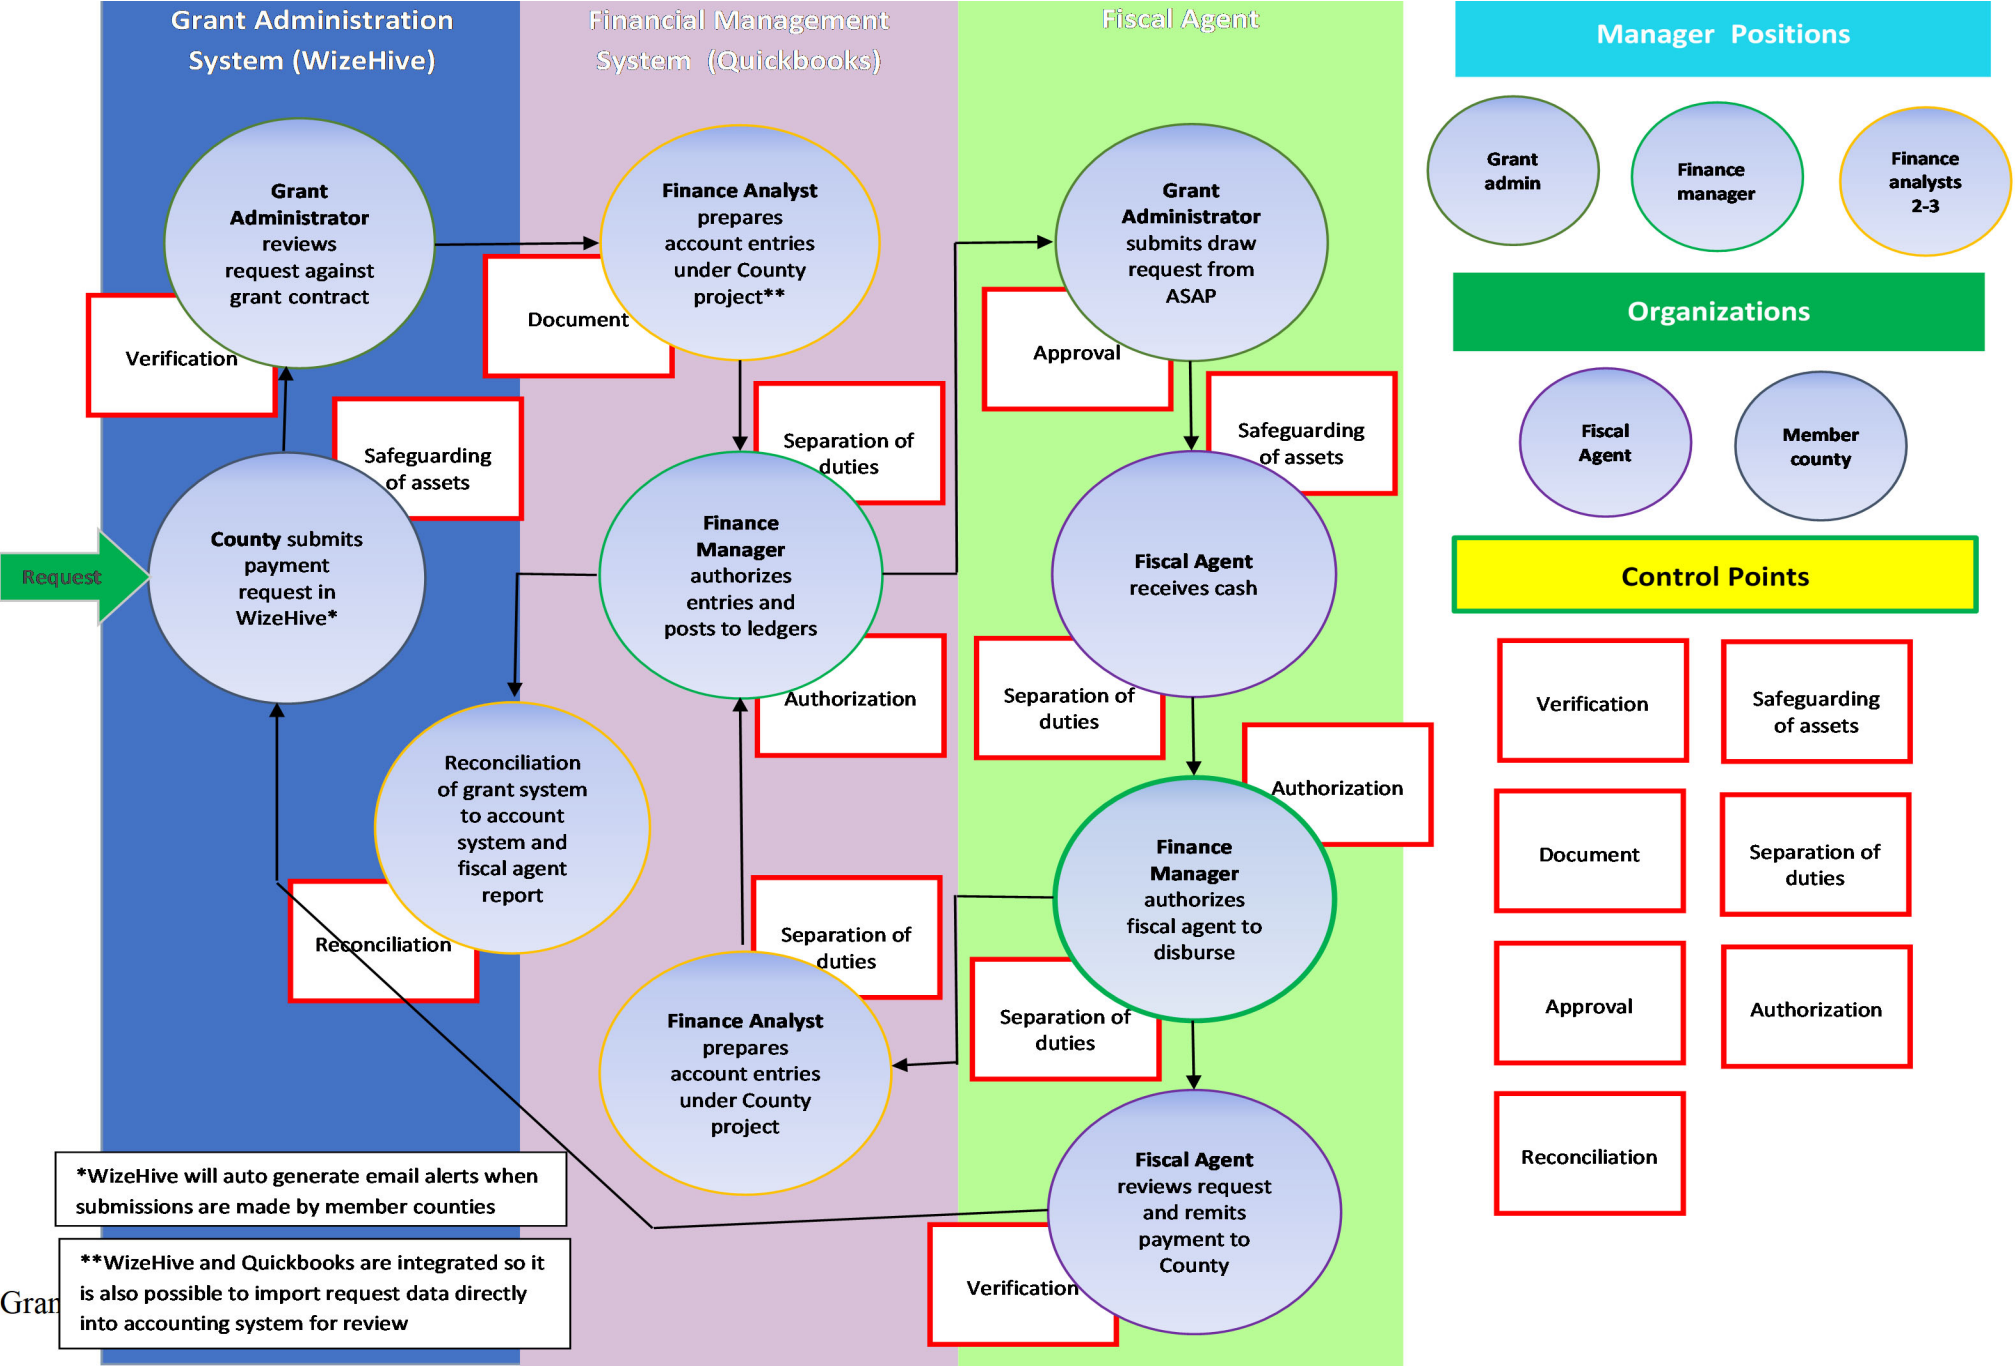 Grant Administration
System (WizeHive)
Financial Management
System (Quickbooks)
Fiscal Agent
Manager Positions
Grant
Administrator
reviews
request against
grant contract
Verification
Finance Analyst
prepares
account entries
under County
project**
Document
Grant
Administrator
submits draw
request from
ASAP
Approval
Grant
admin
Finance
manager
Finance
analysts
2-3
Organizations
Fiscal
Agent
Member
county
Request
County submits
payment
request in
WizeHive*
Safeguarding
of assets
Separation of
duties
Finance
Manager
authorizes
entries and
posts to ledgers
Authorization
Safeguarding
of assets
Fiscal Agent
receives cash
Separation of
duties
Control Points
Verification
Safeguarding
of assets
Document
Separation of
duties
Approval
Authorization
Reconciliation
Reconciliation
of grant system
to account
system and
fiscal agent
report
Reconciliation
Authorization
Finance
Manager
authorizes
fiscal agent to
disburse
Separation of
duties
Separation of
duties
Finance Analyst
prepares
account entries
under County
project
Fiscal Agent
reviews request
and remits
payment to
County
Verification
*WizeHive will auto generate email alerts when
submissions are made by member counties
**WizeHive and Quickbooks are integrated so it
is also possible to import request data directly
into accounting system for review